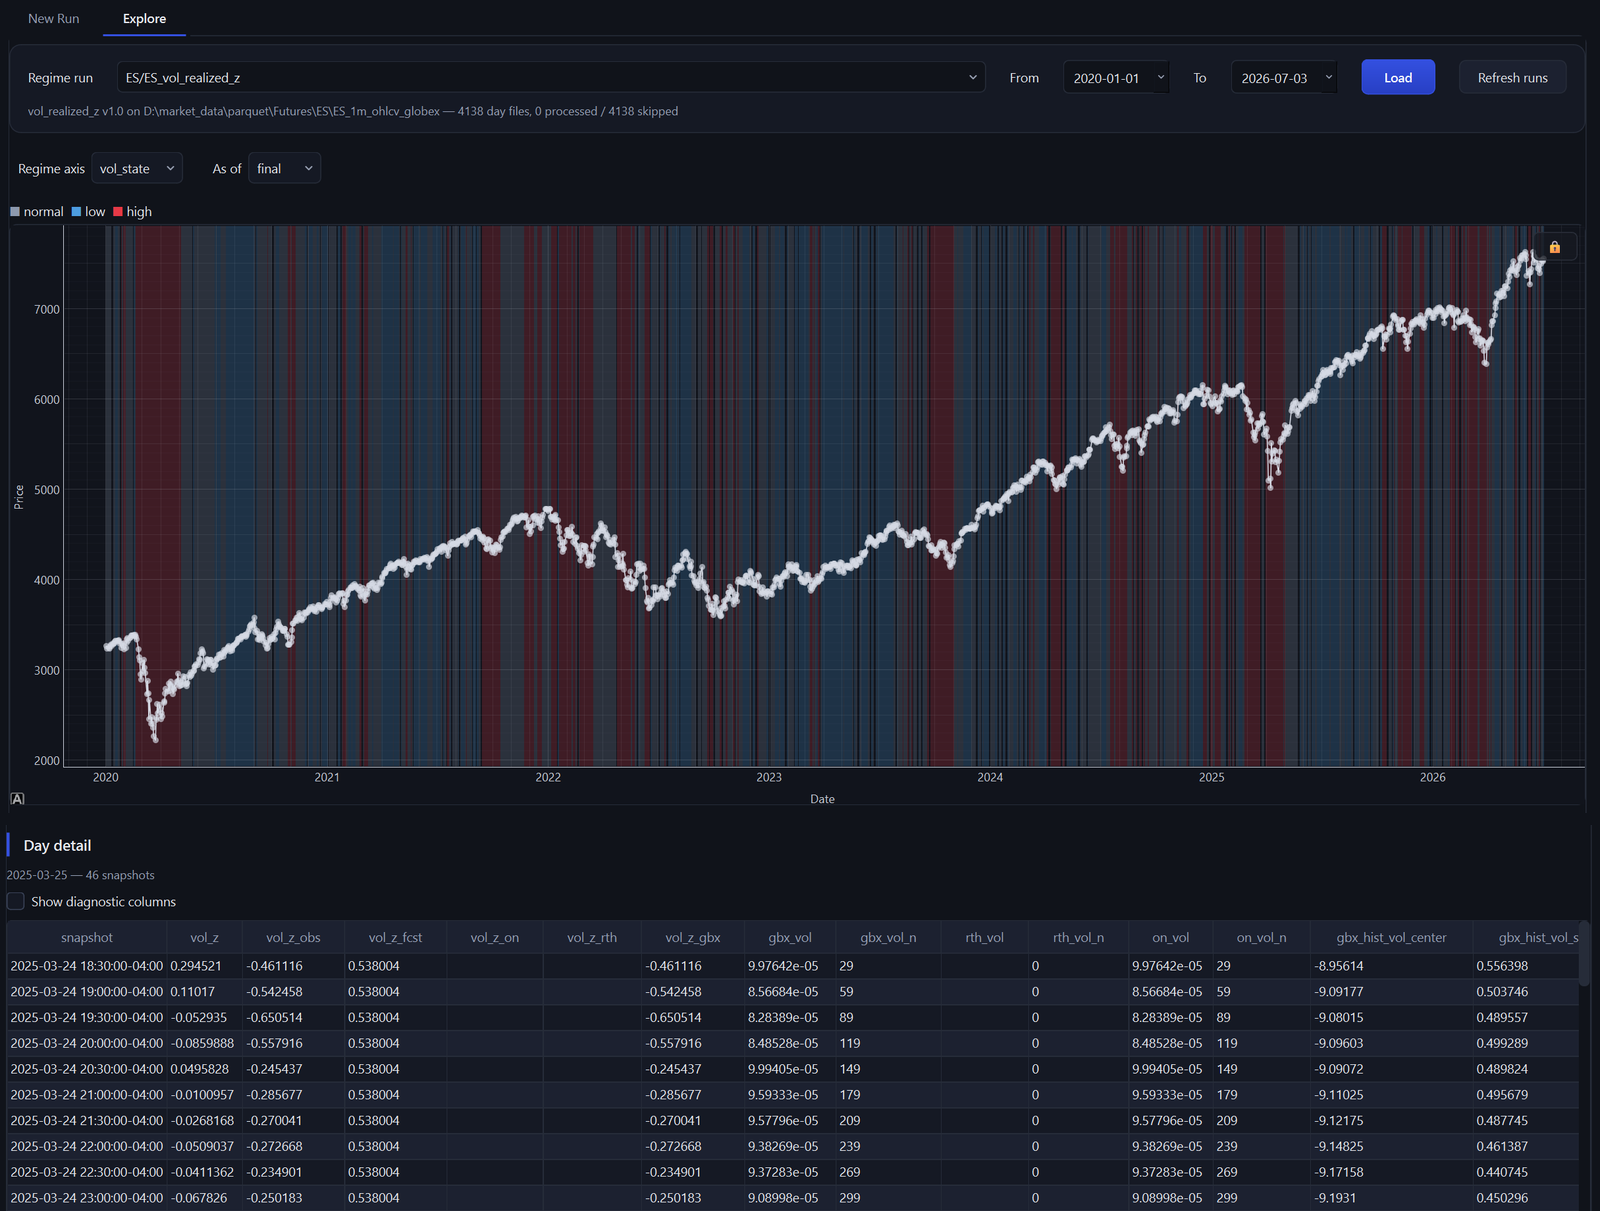 New Run Explore
Regime run ES/ES_vol_realized_z From 2020-01-01 To 2026-07-03 Load Refresh runs
vol_realized_z v1.0 on D:\market_data\parquet\Futures\ES\ES_1m_ohlcv_globex — 4138 day files, 0 processed / 4138 skipped
Regime axis vol_state As of final
normal low high
7000
6000
5000
4000
3000
2000
Price
2020 2021 2022 2023 2024 2025 2026
A Date
Day detail
2025-03-25 — 46 snapshots
Show diagnostic columns
snapshot vol_z vol_z_obs vol_z_fcst vol_z_on vol_z_rth vol_z_gbx gbx_vol gbx_vol_n rth_vol rth_vol_n on_vol on_vol_n gbx_hist_vol_center gbx_hist_vol_s
2025-03-24 18:30:00-04:00 0.294521 -0.461116 0.538004 -0.461116 9.97642e-05 29 0 9.97642e-05 29 -8.95614 0.556398
2025-03-24 19:00:00-04:00 0.11017 -0.542458 0.538004 -0.542458 8.56684e-05 59 0 8.56684e-05 59 -9.09177 0.503746
2025-03-24 19:30:00-04:00 -0.052935 -0.650514 0.538004 -0.650514 8.28389e-05 89 0 8.28389e-05 89 -9.08015 0.489557
2025-03-24 20:00:00-04:00 -0.0859888 -0.557916 0.538004 -0.557916 8.48528e-05 119 0 8.48528e-05 119 -9.09603 0.499289
2025-03-24 20:30:00-04:00 0.0495828 -0.245437 0.538004 -0.245437 9.99405e-05 149 0 9.99405e-05 149 -9.09072 0.489824
2025-03-24 21:00:00-04:00 -0.0100957 -0.285677 0.538004 -0.285677 9.59333e-05 179 0 9.59333e-05 179 -9.11025 0.495679
2025-03-24 21:30:00-04:00 -0.0268168 -0.270041 0.538004 -0.270041 9.57796e-05 209 0 9.57796e-05 209 -9.12175 0.487745
2025-03-24 22:00:00-04:00 -0.0509037 -0.272668 0.538004 -0.272668 9.38269e-05 239 0 9.38269e-05 239 -9.14825 0.461387
2025-03-24 22:30:00-04:00 -0.0411362 -0.234901 0.538004 -0.234901 9.37283e-05 269 0 9.37283e-05 269 -9.17158 0.440745
2025-03-24 23:00:00-04:00 -0.067826 -0.250183 0.538004 -0.250183 9.08998e-05 299 0 9.08998e-05 299 -9.1931 0.450296